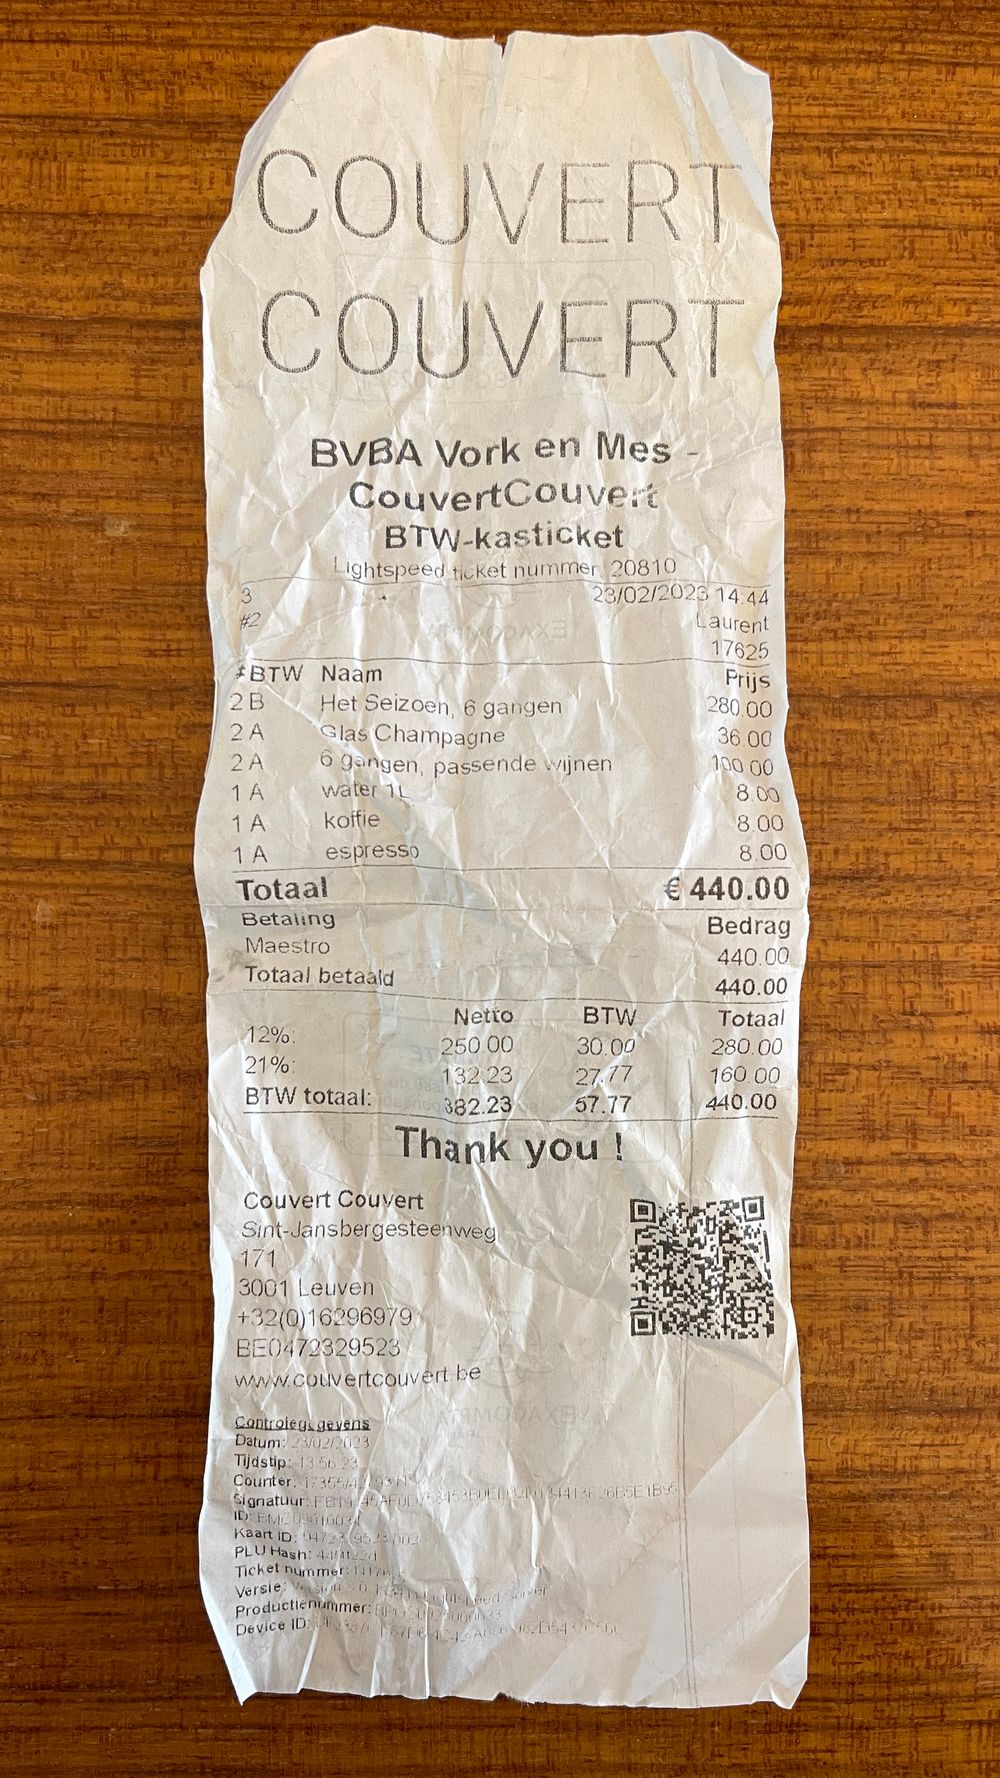 COUVERT
COUVERT
BVBA Vork en Mes -
CouvertCouvert
BTW-kasticket
Lightspeed ticket nummer 20810
3 23/02/2023 14:44
#2 Laurent
17625
#BTW Naam Prijs
2 B Het Seizoen, 6 gangen 280.00
2 A Glas Champagne 36.00
2 A 6 gangen, passende wijnen 100.00
1 A water 1L 8.00
1 A koffie 8.00
1 A espresso 8.00
Totaal € 440.00
Betaling Bedrag
Maestro 440.00
Totaal betaald 440.00
Netto BTW Totaal
12%: 250.00 30.00 280.00
21%: 132.23 27.77 160.00
BTW totaal: 382.23 57.77 440.00
Thank you !
Couvert Couvert
Sint-Jansbergesteenweg
171
3001 Leuven
+32(0)16296979
BE0472329523
www.couvertcouvert.be
Controlegegevens
Datum: 23/02/2023
Tijdstip: 13:56:23
Counter:
Signatuur:
ID:
Kaart ID:
PLU Hash:
Ticket nummer:
Versie:
Productienummer:
Device ID: